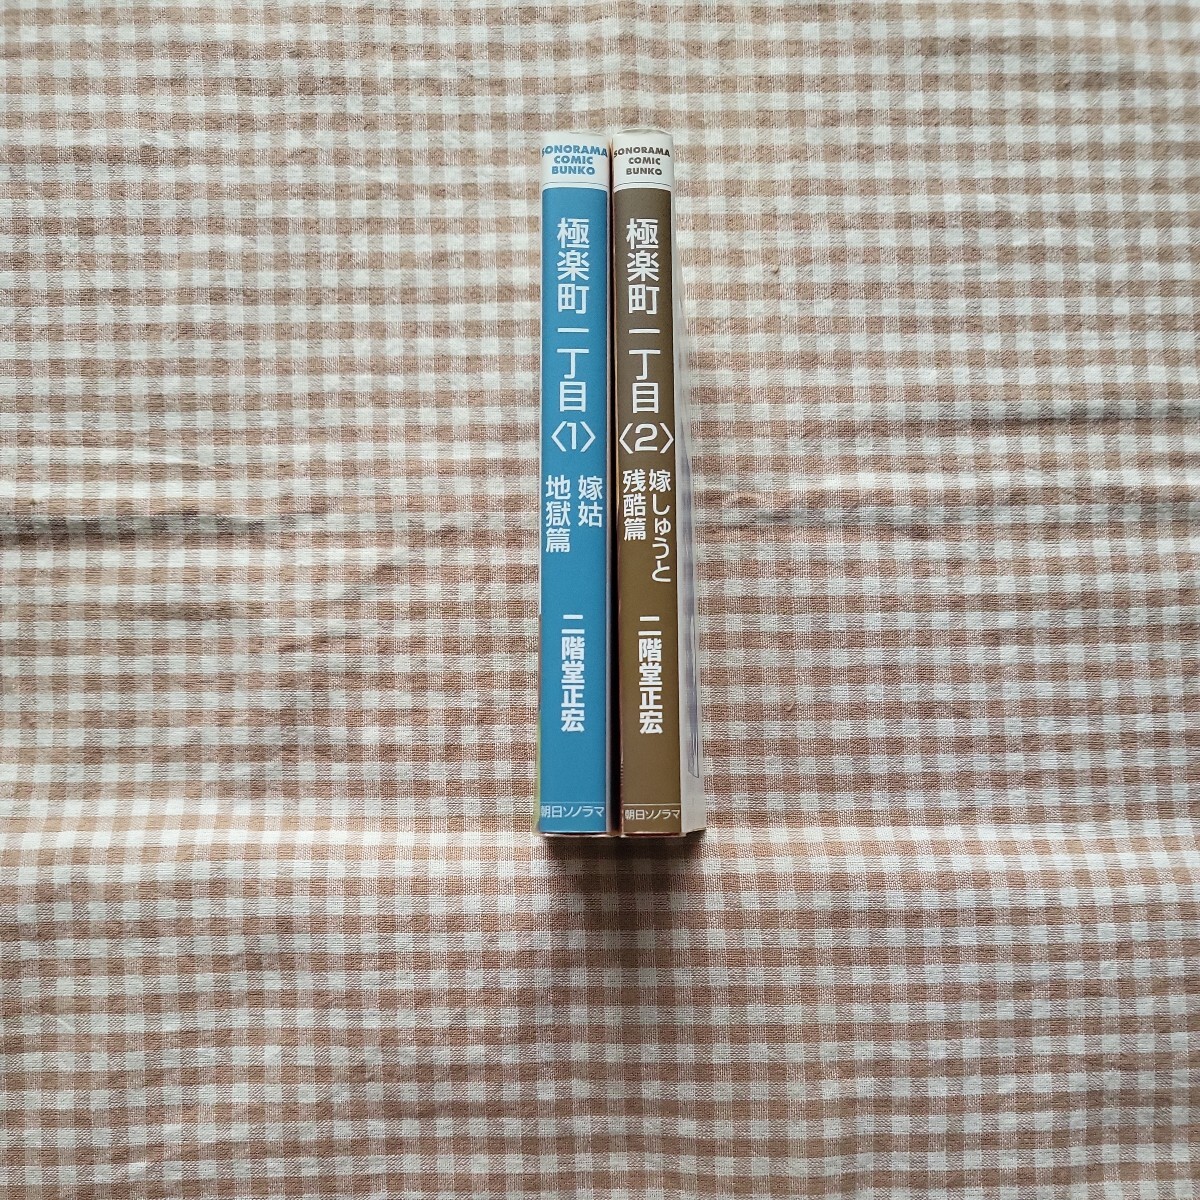 SONORAMA
COMIC
BUNKO
極楽町一丁目〈1〉
嫁姑
地獄篇
二階堂正宏
朝日ソノラマ
SONORAMA
COMIC
BUNKO
極楽町一丁目〈2〉
嫁しゅうと
残酷篇
二階堂正宏
朝日ソノラマ